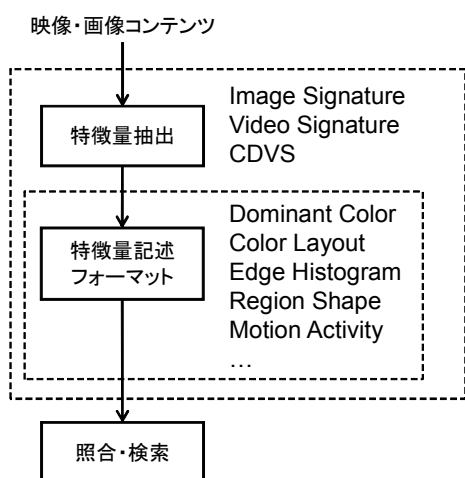 映像・画像コンテンツ
特徴量抽出
Image Signature
Video Signature
CDVS
特徴量記述
フォーマット
Dominant Color
Color Layout
Edge Histogram
Region Shape
Motion Activity
…
照合・検索